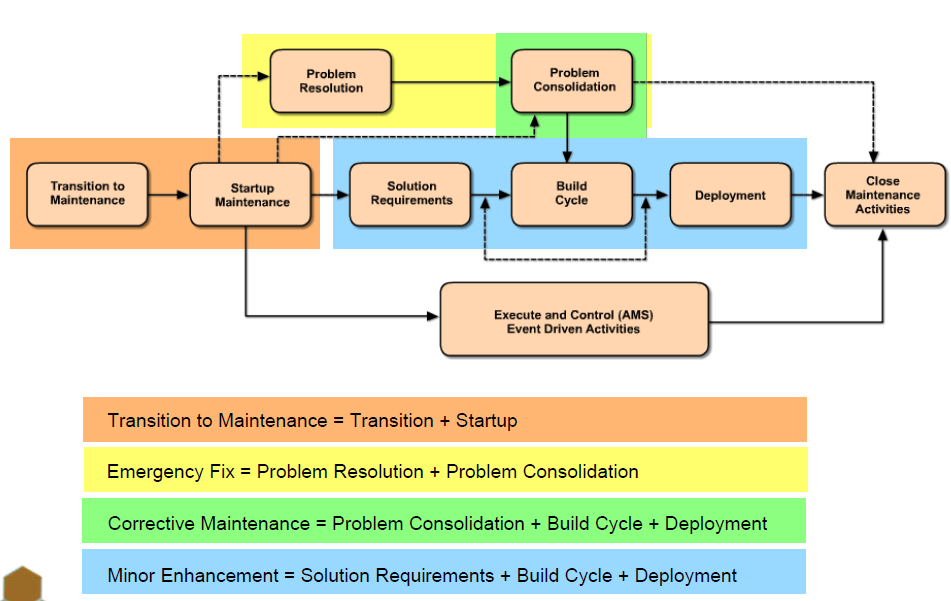 Problem
Resolution
Problem
Consolidation
Transition to
Maintenance
Startup
Maintenance
Solution
Requirements
Build
Cycle
Deployment
Close
Maintenance
Activities
Execute and Control (AMS)
Event Driven Activities
Transition to Maintenance = Transition + Startup
Emergency Fix = Problem Resolution + Problem Consolidation
Corrective Maintenance = Problem Consolidation + Build Cycle + Deployment
Minor Enhancement = Solution Requirements + Build Cycle + Deployment